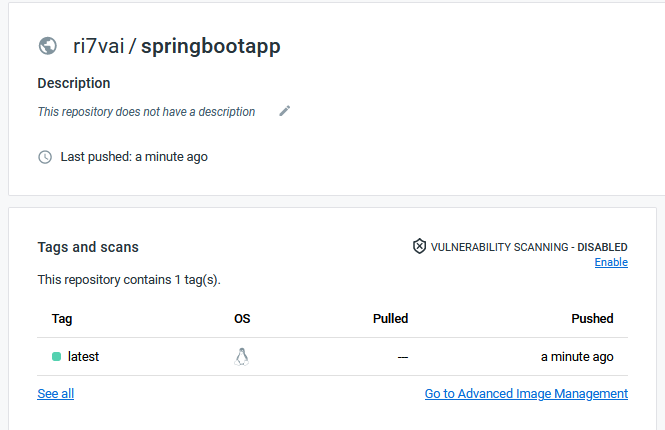 ri7vai / springbootapp
Description
This repository does not have a description
Last pushed: a minute ago
Tags and scans
VULNERABILITY SCANNING - DISABLED
Enable
This repository contains 1 tag(s).
Tag OS Pulled Pushed
latest --- a minute ago
See all Go to Advanced Image Management